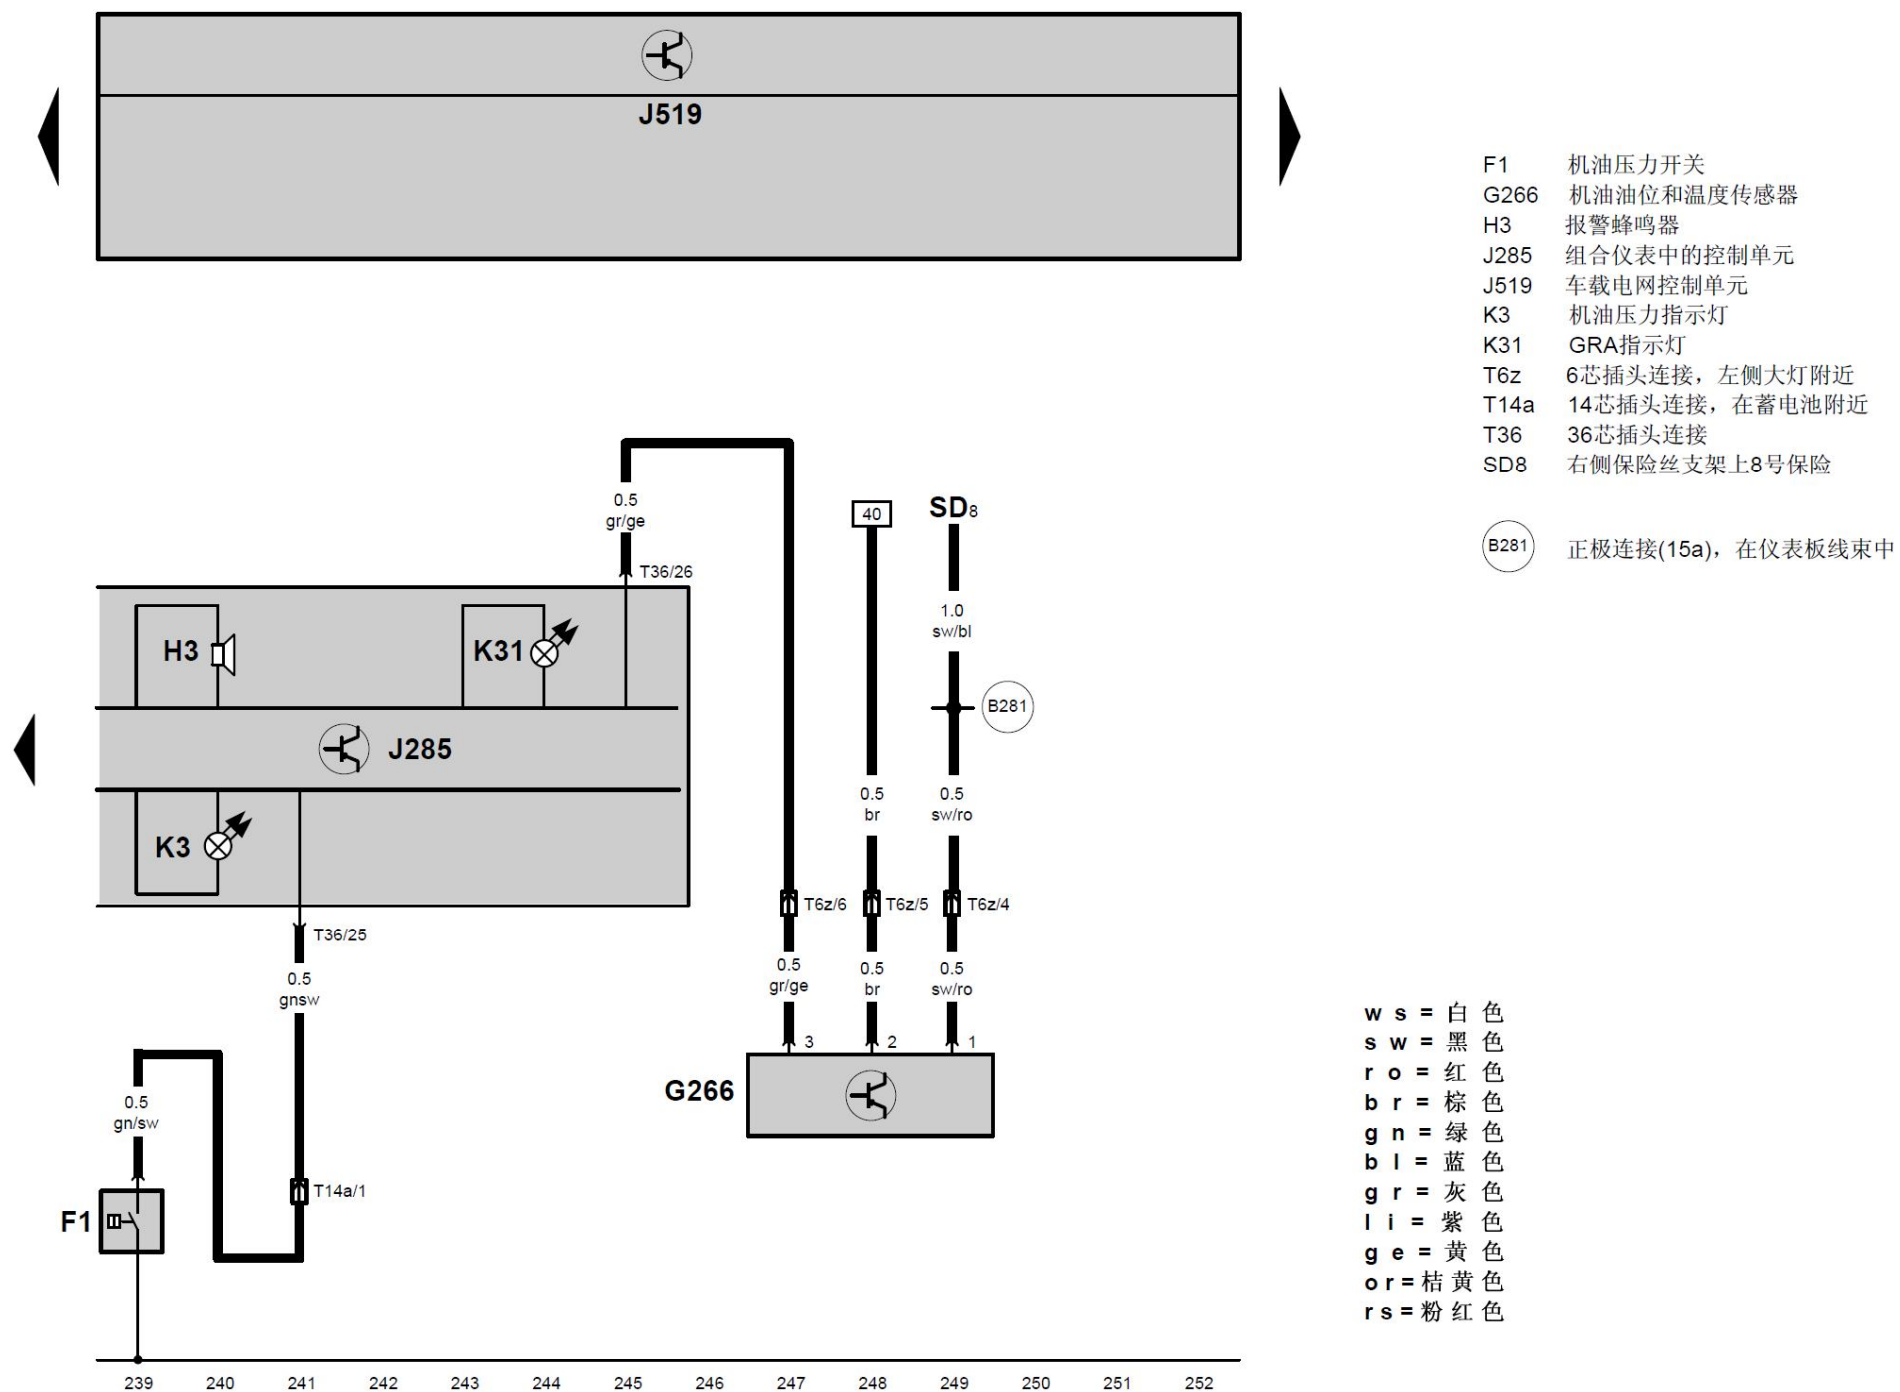 J519
F1 机油压力开关
G266 机油油位和温度传感器
H3 报警蜂鸣器
J285 组合仪表中的控制单元
J519 车载电网控制单元
K3 机油压力指示灯
K31 GRA指示灯
T6z 6芯插头连接，左侧大灯附近
T14a 14芯插头连接，在蓄电池附近
T36 36芯插头连接
SD8 右侧保险丝支架上8号保险
B281 正极连接(15a)，在仪表板线束中
0.5
gr/ge
T36/26
40
SD8
1.0
sw/bl
B281
H3
K31
J285
K3
0.5
br
0.5
sw/ro
T6z/6
T6z/5
T6z/4
T36/25
0.5
gnsw
0.5
gr/ge
0.5
br
0.5
sw/ro
3
2
1
G266
0.5
gn/sw
T14a/1
F1
ws=白色
sw=黑色
ro=红色
br=棕色
gn=绿色
bl=蓝色
gr=灰色
li=紫色
ge=黄色
or=桔黄色
rs=粉红色
239 240 241 242 243 244 245 246 247 248 249 250 251 252